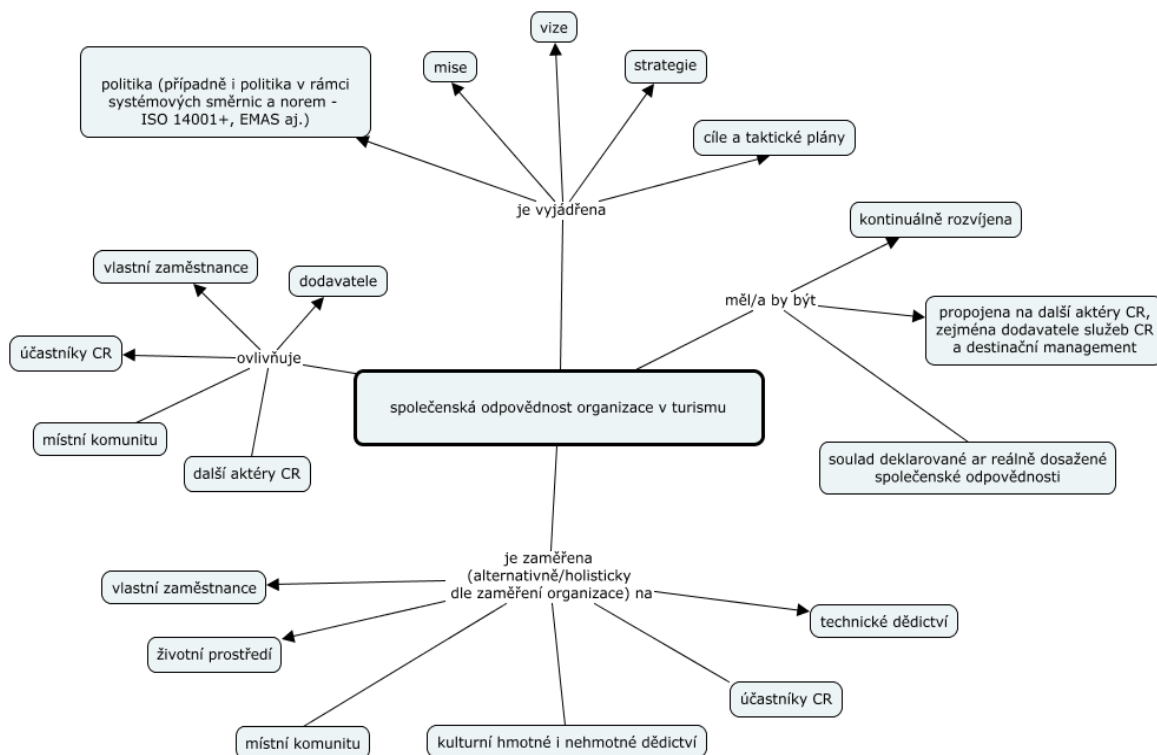 vize
mise
strategie
politika (případně i politika v rámci
systémových směrnic a norem -
ISO 14001+, EMAS aj.)
cíle a taktické plány
je vyjádřena
kontinuálně rozvíjena
vlastní zaměstnance
dodavatele
měl/a by být
propojena na další aktéry CR,
zejména dodavatele služeb CR
a destinační management
účastníky CR
ovlivňuje
společenská odpovědnost organizace v turismu
místní komunitu
další aktéry CR
soulad deklarované ar reálně dosažené
společenské odpovědnosti
je zaměřena
(alternativně/holisticky
dle zaměření organizace) na
vlastní zaměstnance
technické dědictví
životní prostředí
účastníky CR
místní komunitu
kulturní hmotné i nehmotné dědictví